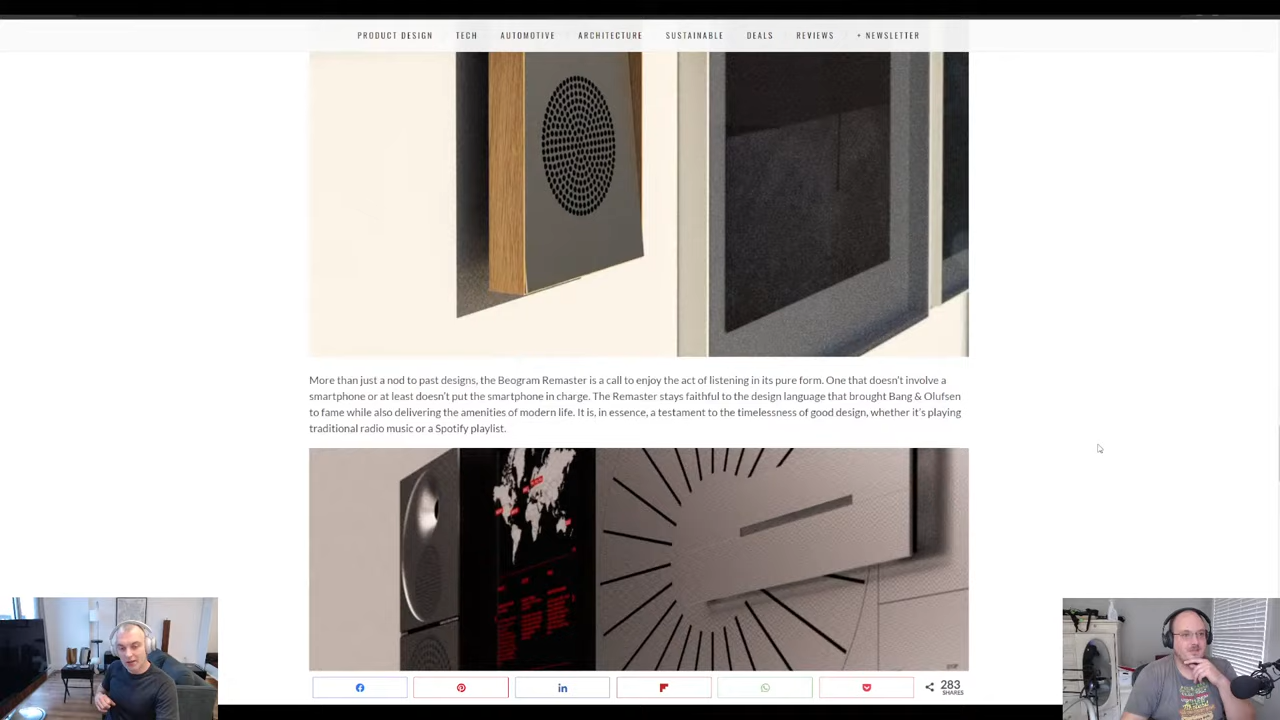 PRODUCT DESIGN TECH AUTOMOTIVE ARCHITECTURE SUSTAINABLE DEALS REVIEWS + NEWSLETTER
More than just a nod to past designs, the Beogram Remaster is a call to enjoy the act of listening in its pure form. One that doesn't involve a
smartphone or at least doesn't put the smartphone in charge. The Remaster stays faithful to the design language that brought Bang & Olufsen
to fame while also delivering the amenities of modern life. It is, in essence, a testament to the timelessness of good design, whether it's playing
traditional radio music or a Spotify playlist.
283
SHARES